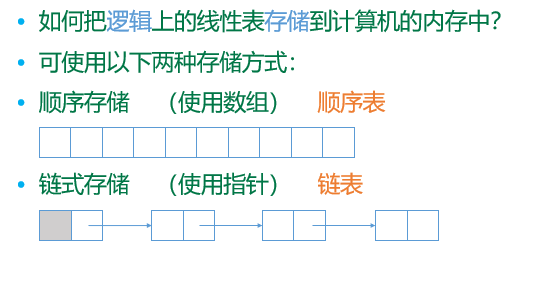 • 如何把逻辑上的线性表存储到计算机的内存中?
• 可使用以下两种存储方式：
• 顺序存储 （使用数组） 顺序表
• 链式存储 （使用指针） 链表